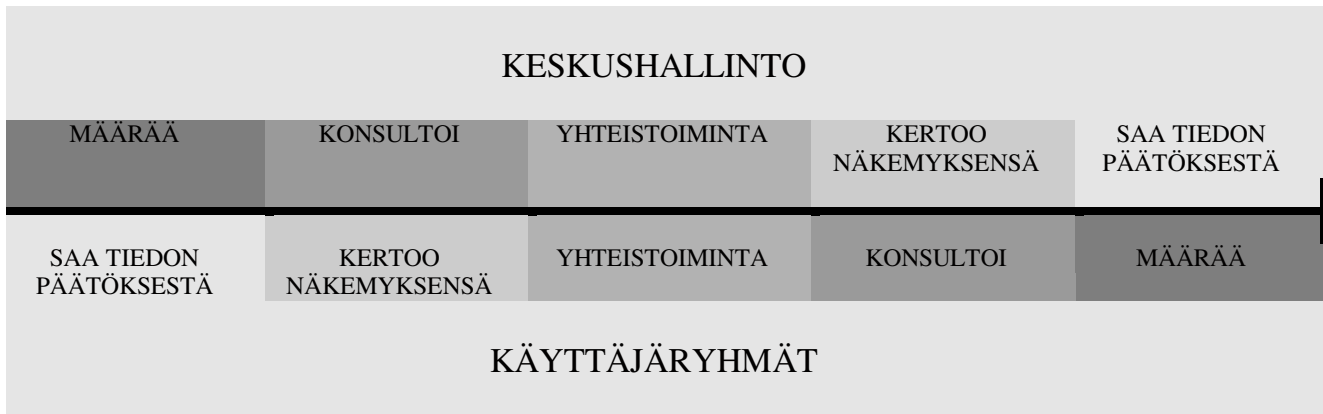 KESKUSHALLINTO
MÄÄRÄÄ KONSULTOI YHTEISTOIMINTA KERTOO SAA TIEDON
NÄKEMYKSENSÄ PÄÄTÖKSESTÄ
SAA TIEDON KERTOO YHTEISTOIMINTA KONSULTOI MÄÄRÄÄ
PÄÄTÖKSESTÄ NÄKEMYKSENSÄ
KÄYTTÄJÄRYHMÄT